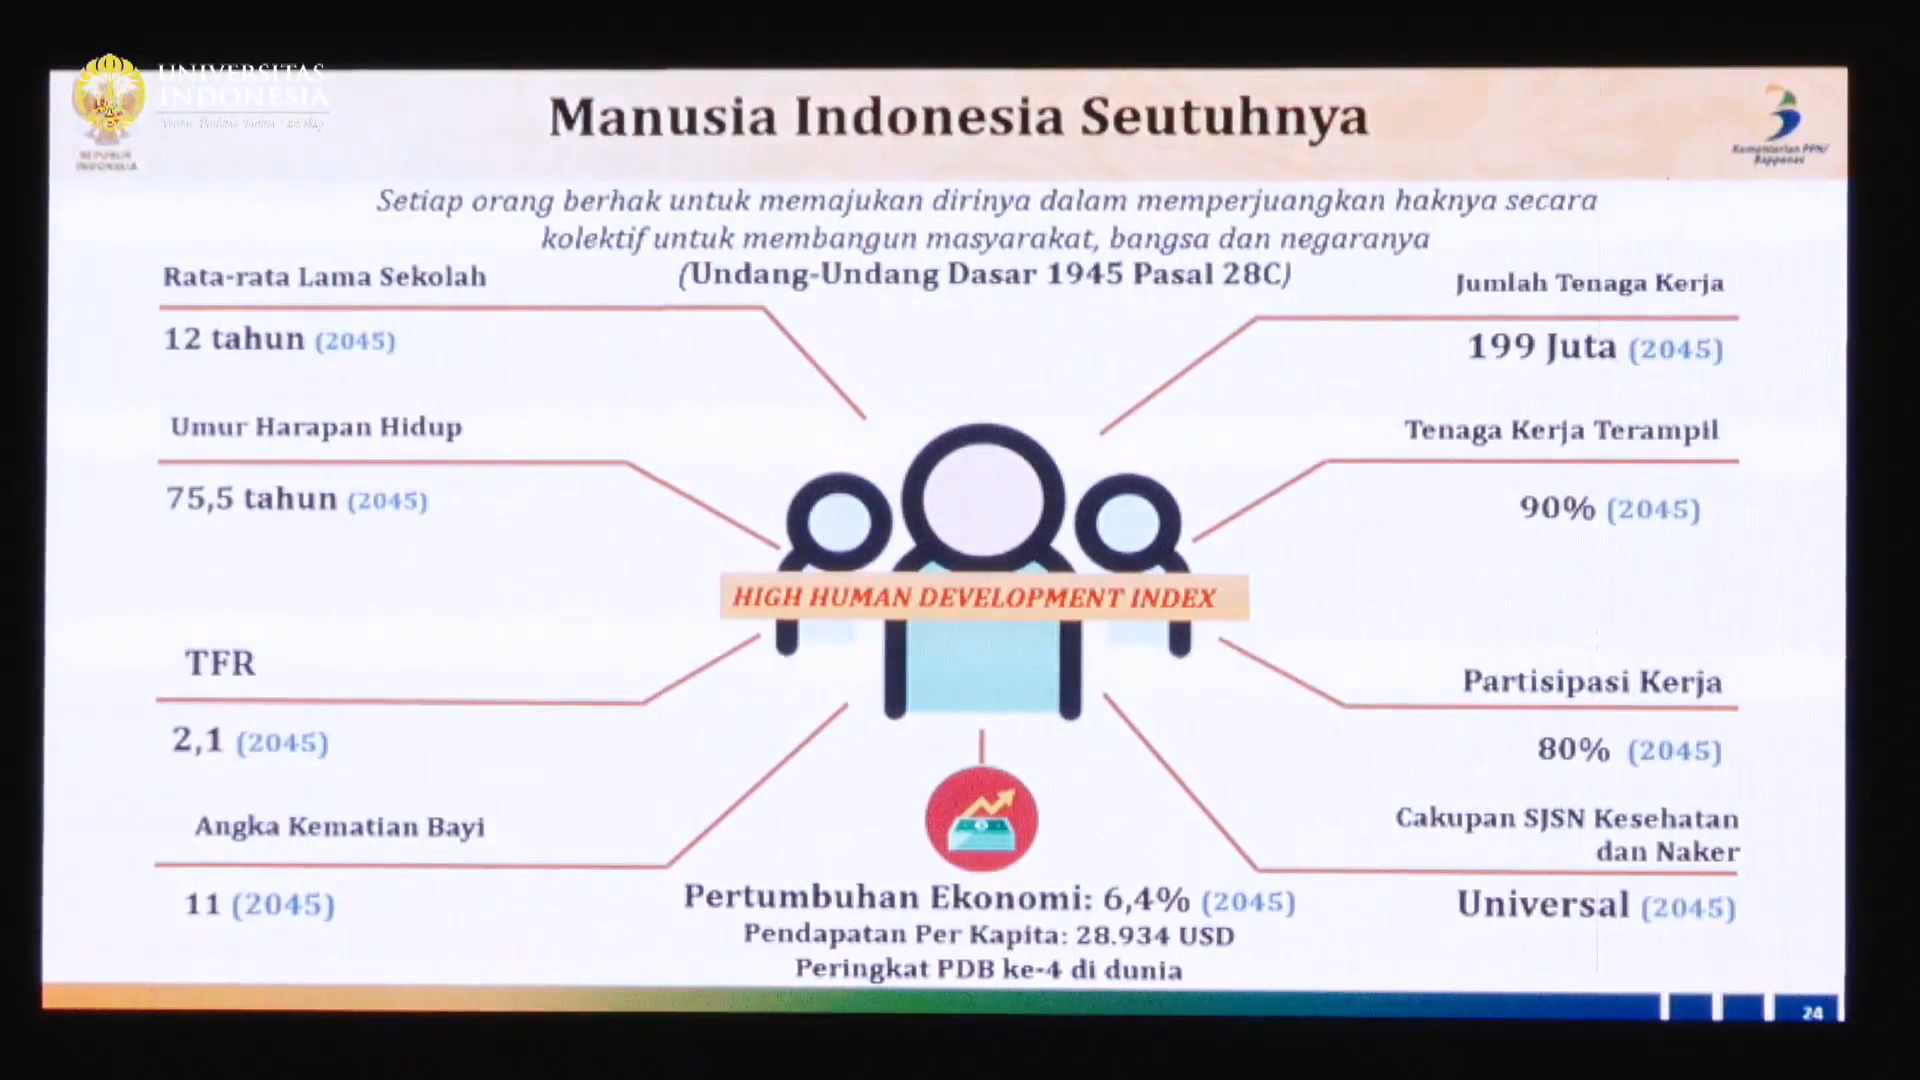 UNIVERSITAS
INDONESIA
REPUBLIK
INDONESIA
Manusia Indonesia Seutuhnya
Kementerian PPN/
Bappenas
Setiap orang berhak untuk memajukan dirinya dalam memperjuangkan haknya secara
kolektif untuk membangun masyarakat, bangsa dan negaranya
(Undang-Undang Dasar 1945 Pasal 28C)
Rata-rata Lama Sekolah
12 tahun (2045)
Umur Harapan Hidup
75,5 tahun (2045)
TFR
2,1 (2045)
Angka Kematian Bayi
11 (2045)
HIGH HUMAN DEVELOPMENT INDEX
Pertumbuhan Ekonomi: 6,4% (2045)
Pendapatan Per Kapita: 28.934 USD
Peringkat PDB ke-4 di dunia
Jumlah Tenaga Kerja
199 Juta (2045)
Tenaga Kerja Terampil
90% (2045)
Partisipasi Kerja
80% (2045)
Cakupan SJSN Kesehatan
dan Naker
Universal (2045)
24